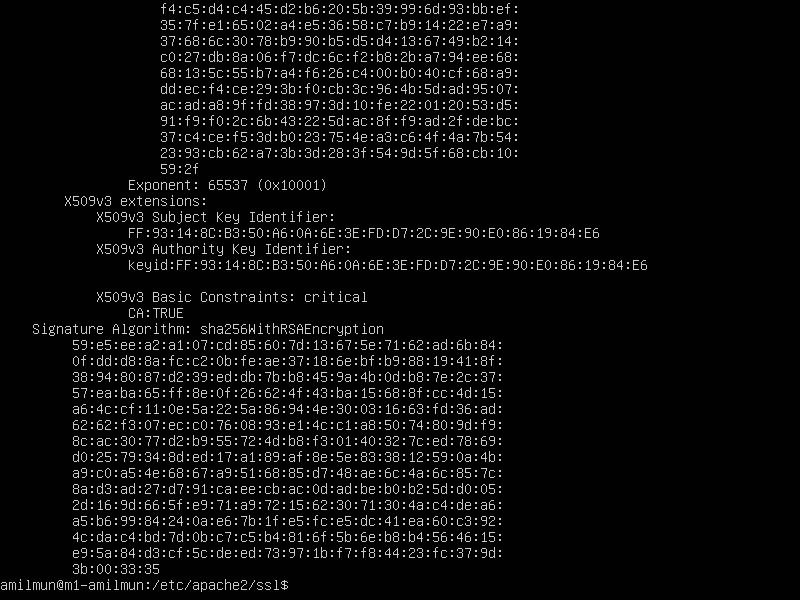 f4:c5:d4:c4:45:d2:b6:20:5b:39:99:6d:93:bb:ef:
35:7f:e1:65:02:a4:e5:36:58:c7:b9:14:22:e7:a9:
37:68:6c:30:78:b9:90:b5:d5:d4:13:67:49:b2:14:
c0:27:db:8a:06:f7:dc:6c:f2:b8:2b:a7:94:ee:68:
68:13:5c:55:b7:a4:f6:26:c4:00:b0:40:cf:68:a9:
dd:ec:f4:ce:29:3b:f0:cb:3c:96:4b:5d:ad:95:07:
ac:ad:a8:9f:fd:38:97:3d:10:fe:22:01:20:53:d5:
91:f9:f0:2c:6b:43:22:5d:ac:8f:f9:ad:2f:de:bc:
37:c4:ce:f5:3d:b0:23:75:4e:a3:c6:4f:4a:7b:54:
23:93:cb:62:a7:3b:3d:28:3f:54:9d:5f:68:cb:10:
59:2f
Exponent: 65537 (0x10001)
X509v3 extensions:
X509v3 Subject Key Identifier:
FF:93:14:8C:B3:50:A6:0A:6E:3E:FD:D7:2C:9E:90:E0:86:19:84:E6
X509v3 Authority Key Identifier:
keyid:FF:93:14:8C:B3:50:A6:0A:6E:3E:FD:D7:2C:9E:90:E0:86:19:84:E6
X509v3 Basic Constraints: critical
CA:TRUE
Signature Algorithm: sha256WithRSAEncryption
59:e5:ee:a2:a1:07:cd:85:60:7d:13:67:5e:71:62:ad:6b:84:
0f:dd:d8:8a:fc:c2:0b:fe:ae:37:18:6e:bf:b9:88:19:41:8f:
38:94:80:87:d2:39:ed:db:7b:b8:45:9a:4b:0d:b8:7e:2c:37:
57:ea:ba:65:ff:8e:0f:26:62:4f:43:ba:15:68:8f:cc:4d:15:
a6:4c:cf:11:0e:5a:22:5a:86:94:4e:30:03:16:63:fd:36:ad:
62:62:f3:07:ec:c0:76:08:93:e1:4c:c1:a8:50:74:80:9d:f9:
8c:ac:30:77:d2:b9:55:72:4d:b8:f3:01:40:32:7c:ed:78:69:
d0:25:79:34:8d:ed:17:a1:89:af:8e:5e:83:38:12:59:0a:4b:
a9:c0:a5:4e:68:67:a9:51:68:85:d7:48:ae:6c:4a:6c:85:7c:
8a:d3:ad:27:d7:91:ca:ee:cb:ac:0d:ad:be:b0:b2:5d:d0:05:
2d:16:9d:66:5f:e9:71:a9:72:15:62:30:71:30:4a:c4:de:a6:
a5:b6:99:84:24:0a:e6:7b:1f:e5:fc:e5:dc:41:ea:60:c3:92:
4c:da:c4:bd:7d:0b:c7:c5:b4:81:6f:5b:6e:b8:b4:56:46:15:
e9:5a:84:d3:cf:5c:de:ed:73:97:1b:f7:f8:44:23:fc:37:9d:
3b:00:33:35
amilmun@m1-amilmun:/etc/apache2/ssl$